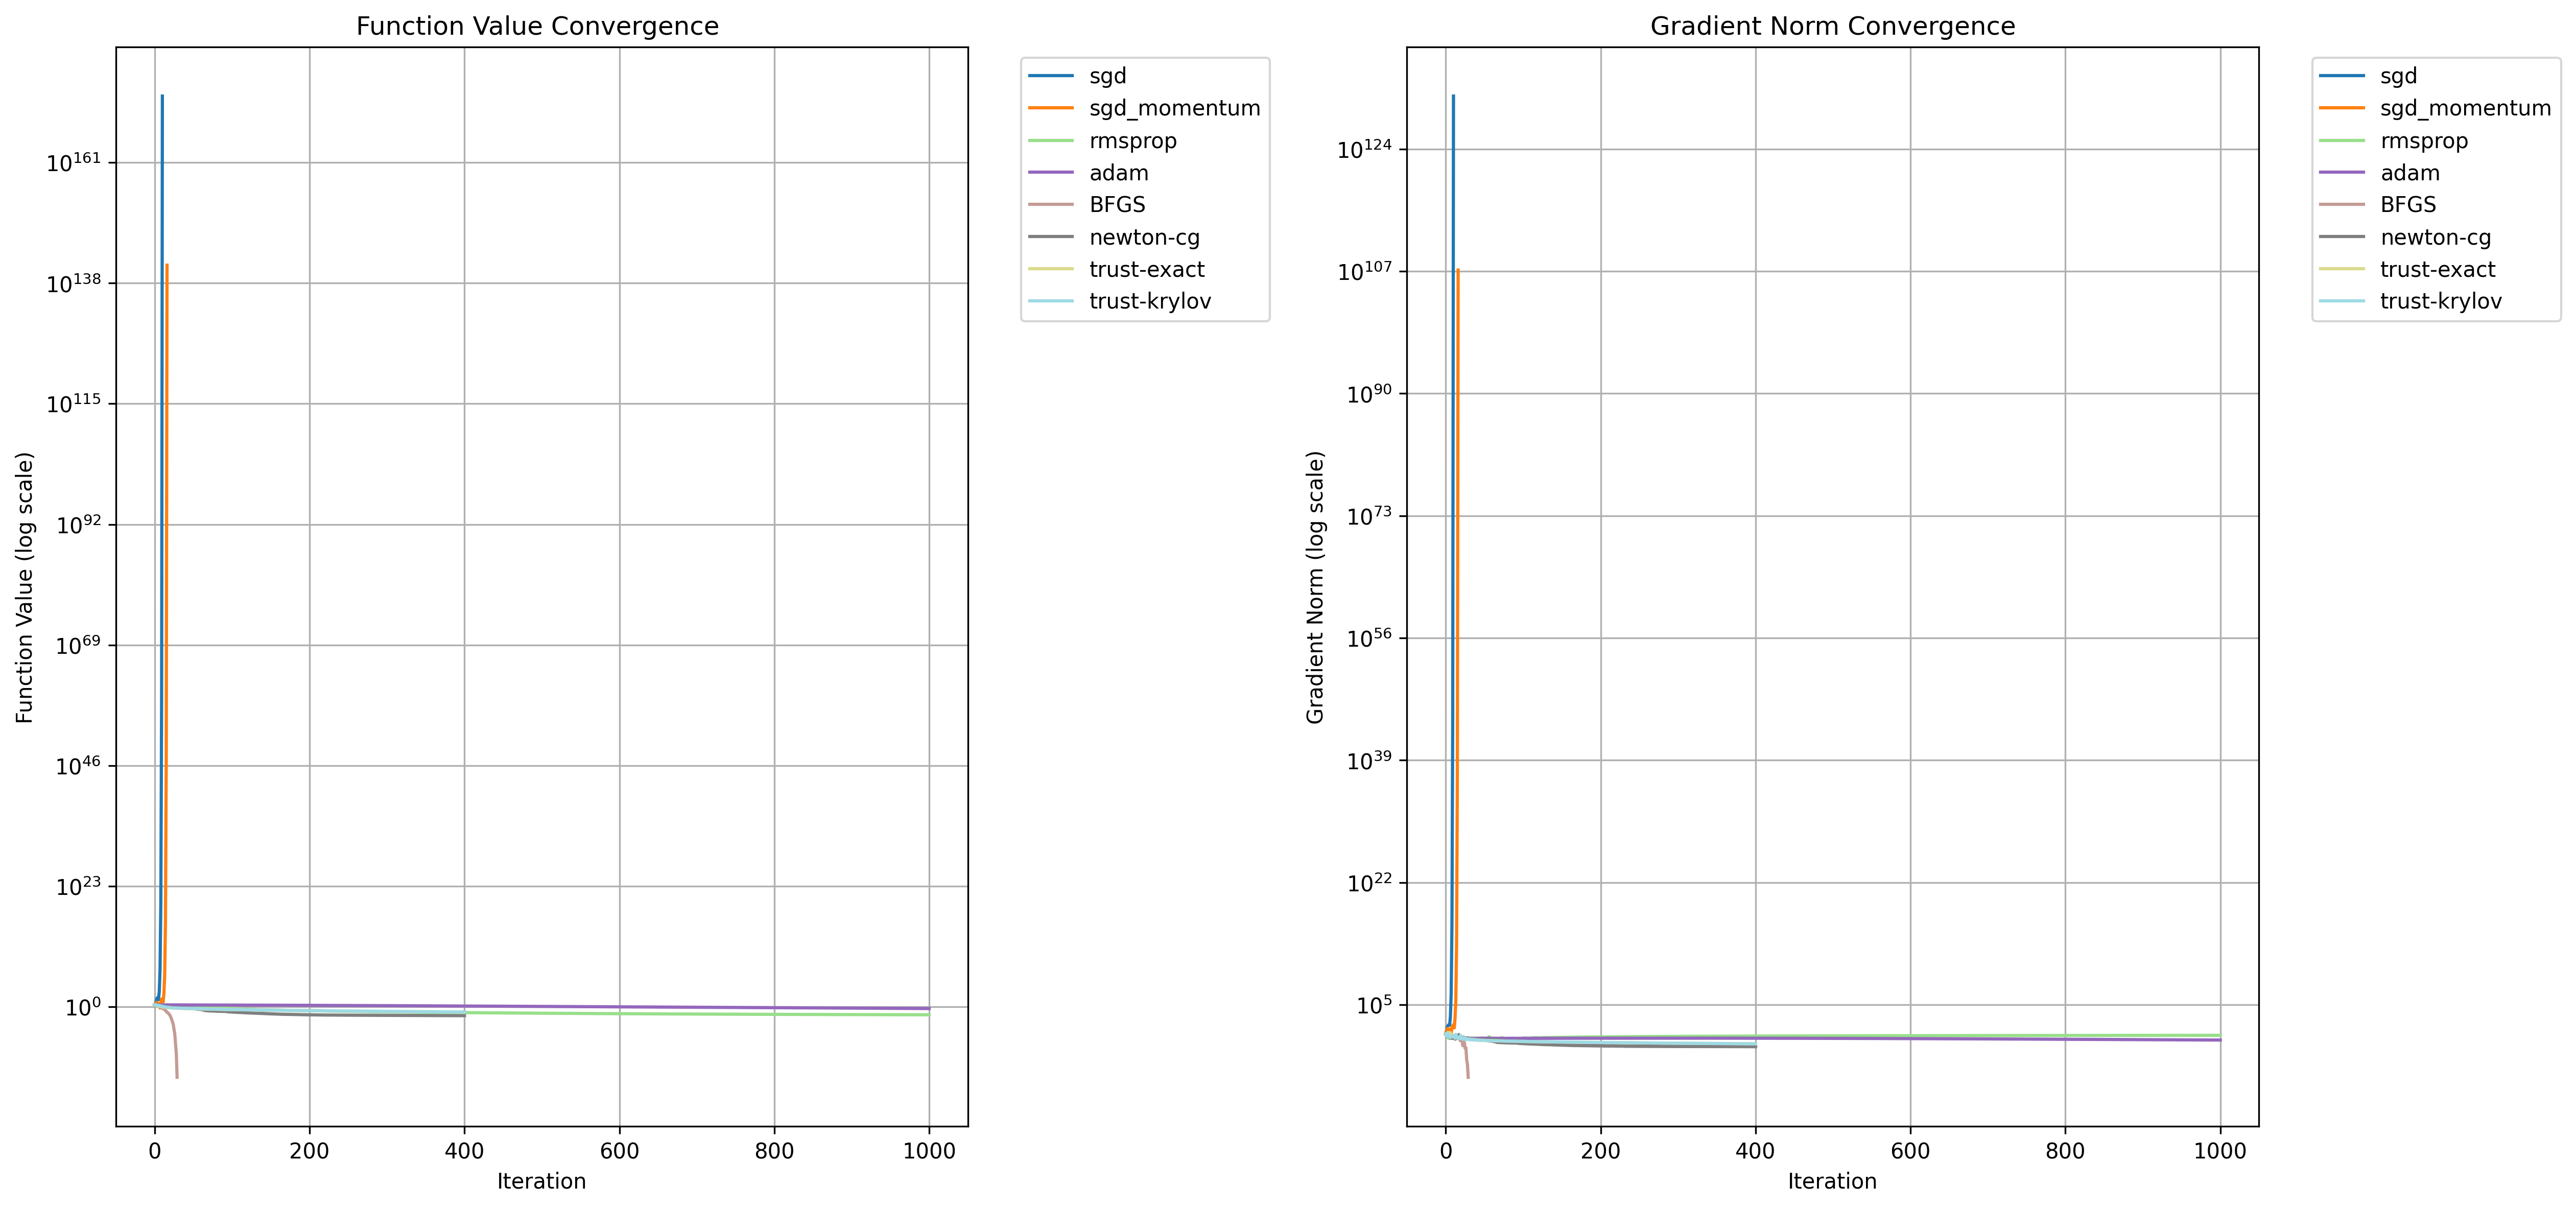 Function Value Convergence
Function Value (log scale)
10^161
10^138
10^115
10^92
10^69
10^46
10^23
10^0
0 200 400 600 800 1000
Iteration
sgd
sgd_momentum
rmsprop
adam
BFGS
newton-cg
trust-exact
trust-krylov
Gradient Norm Convergence
Gradient Norm (log scale)
10^124
10^107
10^90
10^73
10^56
10^39
10^22
10^5
0 200 400 600 800 1000
Iteration
sgd
sgd_momentum
rmsprop
adam
BFGS
newton-cg
trust-exact
trust-krylov